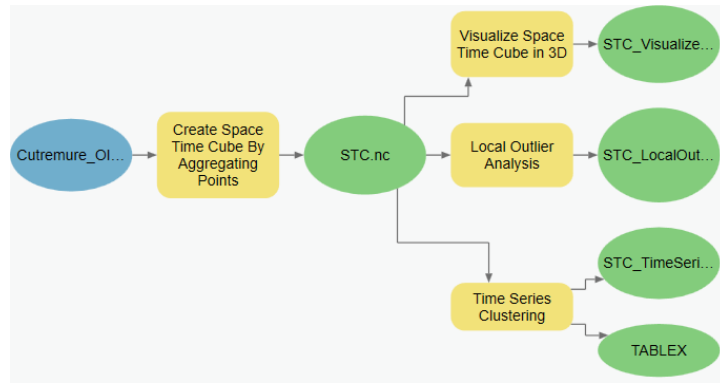 Visualize Space
Time Cube in 3D
STC_Visualize...
Cutremure_Ol...
Create Space
Time Cube By
Aggregating
Points
STC.nc
Local Outlier
Analysis
STC_LocalOut...
STC_TimeSeri...
Time Series
Clustering
TABLEX